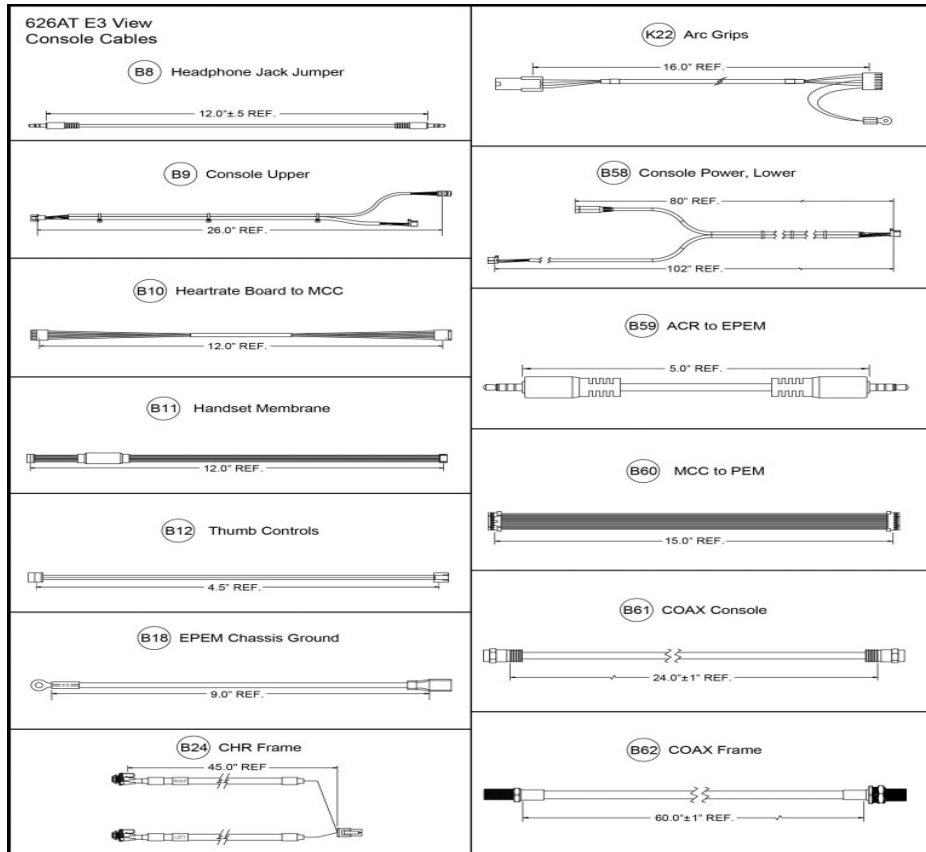 626AT E3 View
Console Cables
B8 Headphone Jack Jumper
12.0"±.5 REF.
B9 Console Upper
26.0" REF.
B10 Heartrate Board to MCC
12.0" REF.
B11 Handset Membrane
12.0" REF.
B12 Thumb Controls
4.5" REF.
B18 EPEM Chassis Ground
9.0" REF.
B24 CHR Frame
45.0" REF
RIGHT
LEFT
K22 Arc Grips
16.0" REF.
B58 Console Power, Lower
80" REF.
102" REF.
B59 ACR to EPEM
5.0" REF.
B60 MCC to PEM
15.0" REF.
B61 COAX Console
24.0"±1" REF.
B62 COAX Frame
60.0"±1" REF.